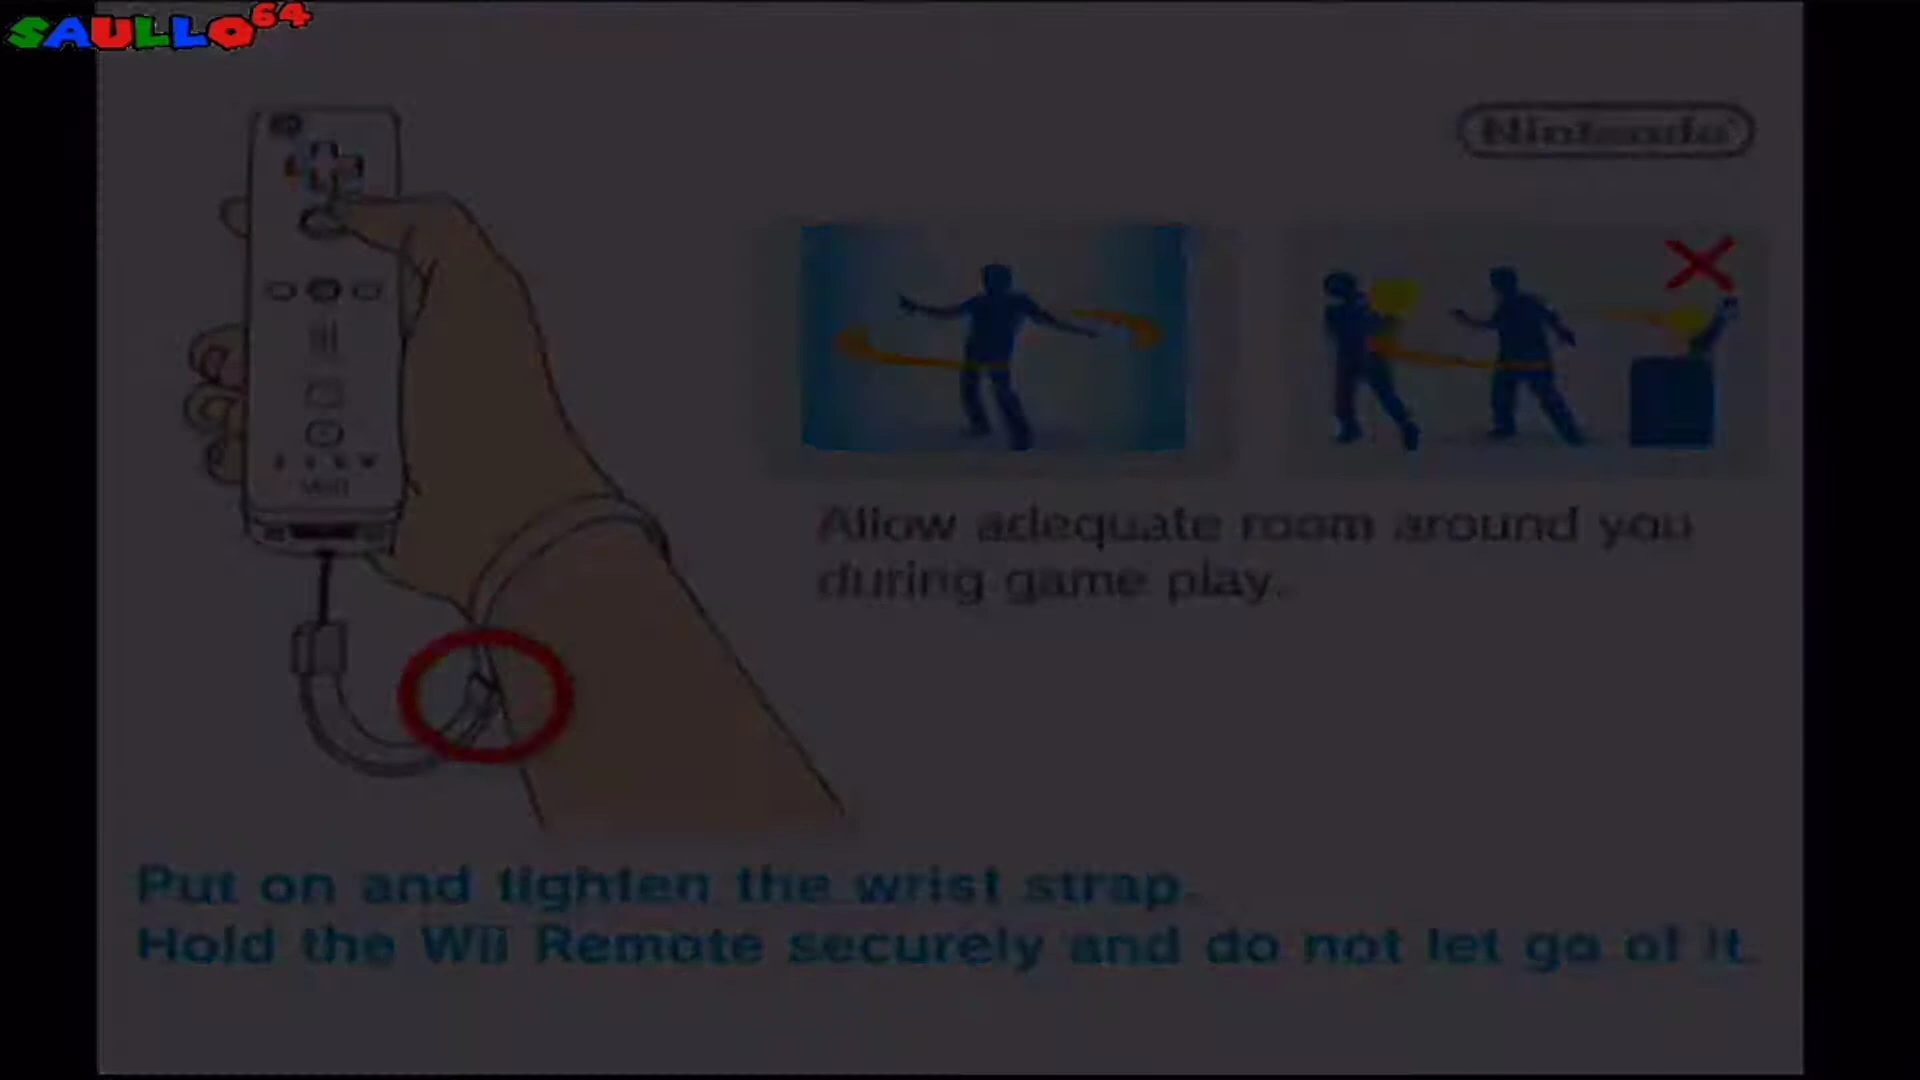 SAULLO64
Nintendo
Allow adequate room around you
during game play.
Put on and tighten the wrist strap.
Hold the Wii Remote securely and do not let go of it.